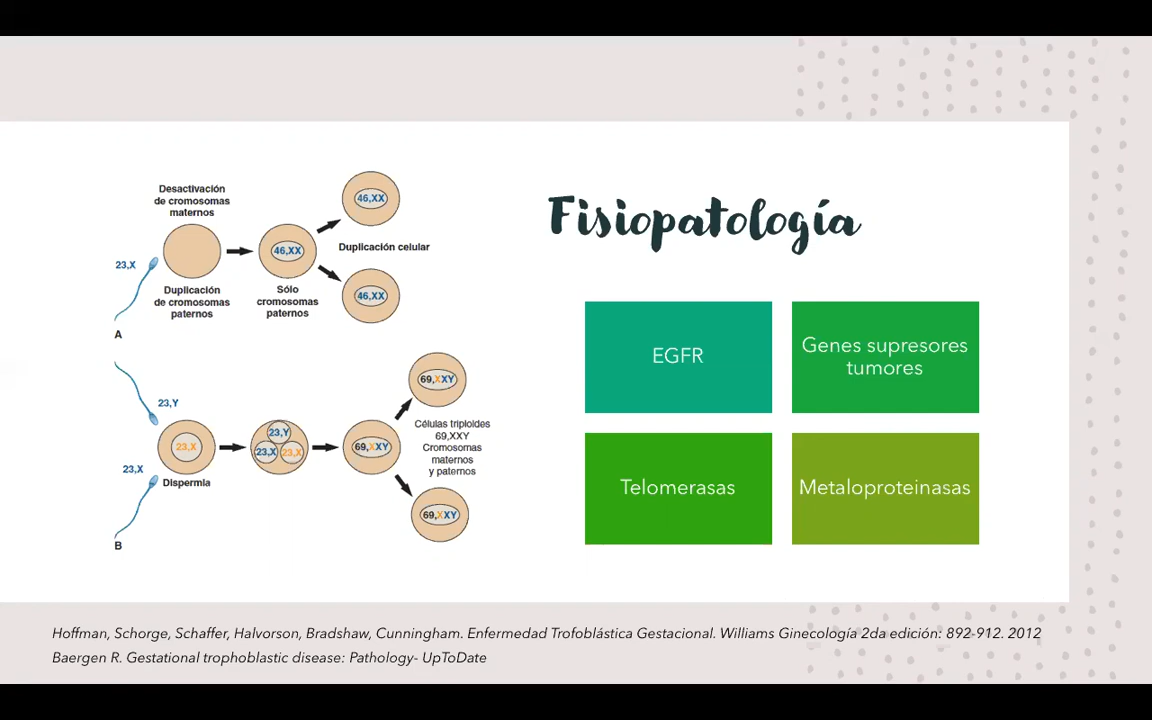 Desactivación
de cromosomas
maternos
46,XX
23,X
46,XX
Duplicación celular
46,XX
Duplicación
de cromosomas
paternos
Sólo
cromosomas
paternos
A
23,Y
23,X
23,X
Dispermia
23,Y
23,X
23,X
69,XXY
69,XXY
Células triploides
69,XXY
Cromosomas
maternos
y paternos
69,XXY
B
Fisiopatología
EGFR
Genes supresores
tumores
Telomerasas
Metaloproteinasas
Hoffman, Schorge, Schaffer, Halvorson, Bradshaw, Cunningham. Enfermedad Trofoblástica Gestacional. Williams Ginecología 2da edición: 892-912. 2012
Baergen R. Gestational trophoblastic disease: Pathology- UpToDate